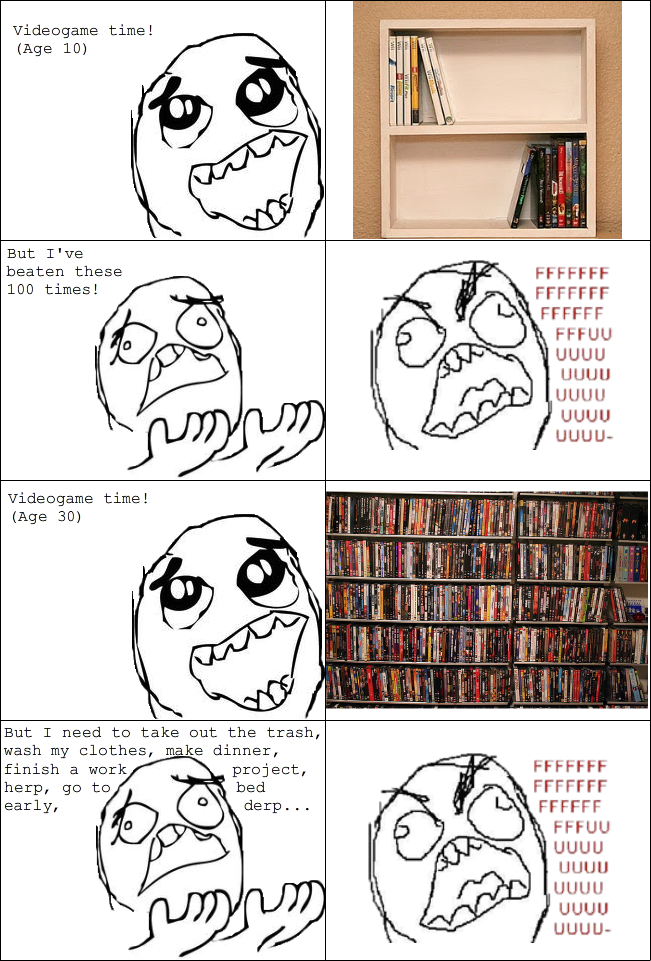 Videogame time!
(Age 10)
But I've
beaten these
100 times!
FFFFFFF
FFFFFFF
FFFFFF
FFFUU
UUUU
UUUU
UUUU
UUUU
UUUU-
Videogame time!
(Age 30)
But I need to take out the trash,
wash my clothes, make dinner,
finish a work project,
herp, go to bed
early, derp...
FFFFFFF
FFFFFFF
FFFFFF
FFFUU
UUUU
UUUU
UUUU
UUUU
UUUU-